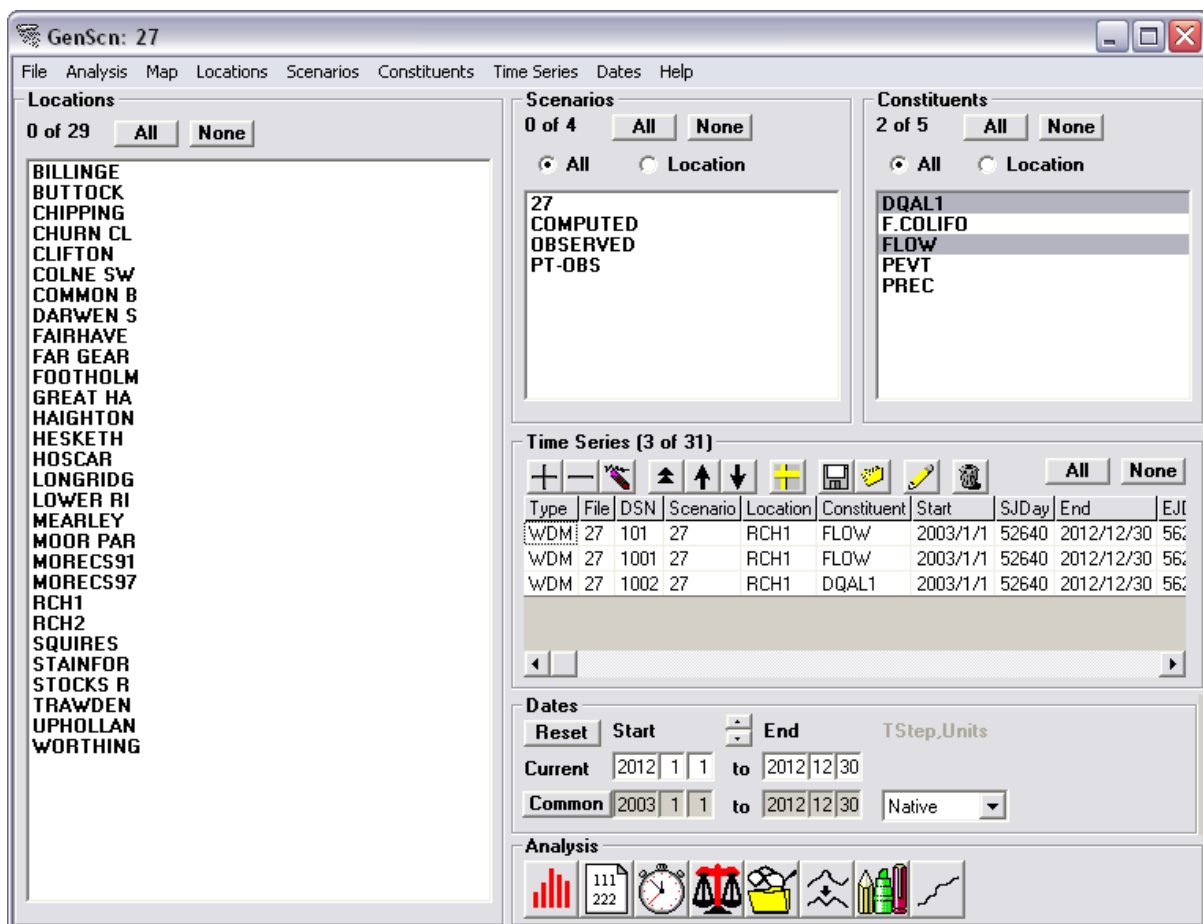 GenScn: 27
File Analysis Map Locations Scenarios Constituents Time Series Dates Help
Locations
0 of 29 All None
BILLINGE
BUTTOCK
CHIPPING
CHURN CL
CLIFTON
COLNE SW
COMMON B
DARWEN S
FAIRHAVE
FAR GEAR
FOOTHOLM
GREAT HA
HAIGHTON
HESKETH
HOSCAR
LONGRIDG
LOWER RI
MEARLEY
MOOR PAR
MORECS91
MORECS97
RCH1
RCH2
SQUIRES
STAINFOR
STOCKS R
TRAWDEN
UPHOLLAN
WORTHING
Scenarios
0 of 4 All None
All Location
27
COMPUTED
OBSERVED
PT-OBS
Constituents
2 of 5 All None
All Location
DQAL1
F.COLIFO
FLOW
PEVT
PREC
Time Series (3 of 31)
All None
Type File DSN Scenario Location Constituent Start SJDay End EJD
WDM 27 101 27 RCH1 FLOW 2003/1/1 52640 2012/12/30 562
WDM 27 1001 27 RCH1 FLOW 2003/1/1 52640 2012/12/30 562
WDM 27 1002 27 RCH1 DQAL1 2003/1/1 52640 2012/12/30 562
Dates
Reset Start End TStep,Units
Current 2012 1 1 to 2012 12 30
Common 2003 1 1 to 2012 12 30 Native
Analysis
111
222